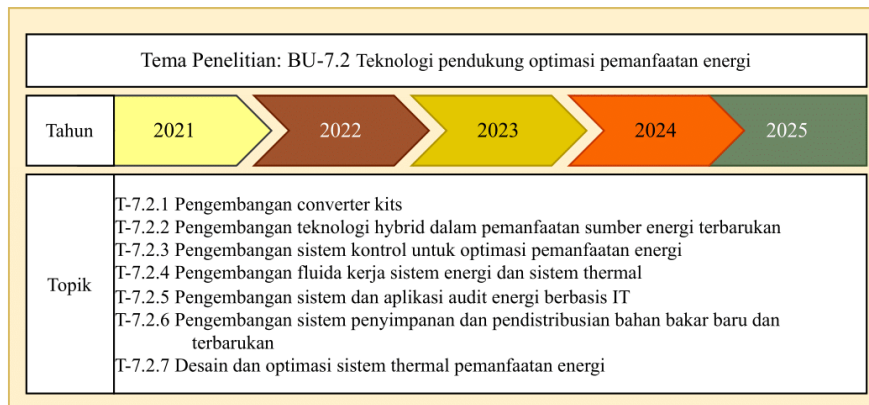 Tema Penelitian: BU-7.2 Teknologi pendukung optimasi pemanfaatan energi
Tahun 2021 2022 2023 2024 2025
Topik
T-7.2.1 Pengembangan converter kits
T-7.2.2 Pengembangan teknologi hybrid dalam pemanfaatan sumber energi terbarukan
T-7.2.3 Pengembangan sistem kontrol untuk optimasi pemanfaatan energi
T-7.2.4 Pengembangan fluida kerja sistem energi dan sistem thermal
T-7.2.5 Pengembangan sistem dan aplikasi audit energi berbasis IT
T-7.2.6 Pengembangan sistem penyimpanan dan pendistribusian bahan bakar baru dan
terbarukan
T-7.2.7 Desain dan optimasi sistem thermal pemanfaatan energi